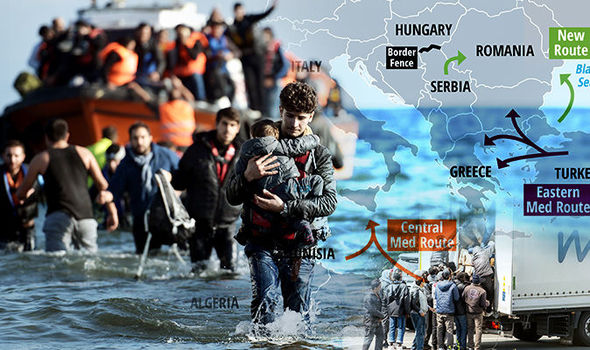 HUNGARY
Border
Fence
ROMANIA
New
Route
SERBIA
ITALY
GREECE
Eastern
Med Route
Central
Med Route
ALGERIA